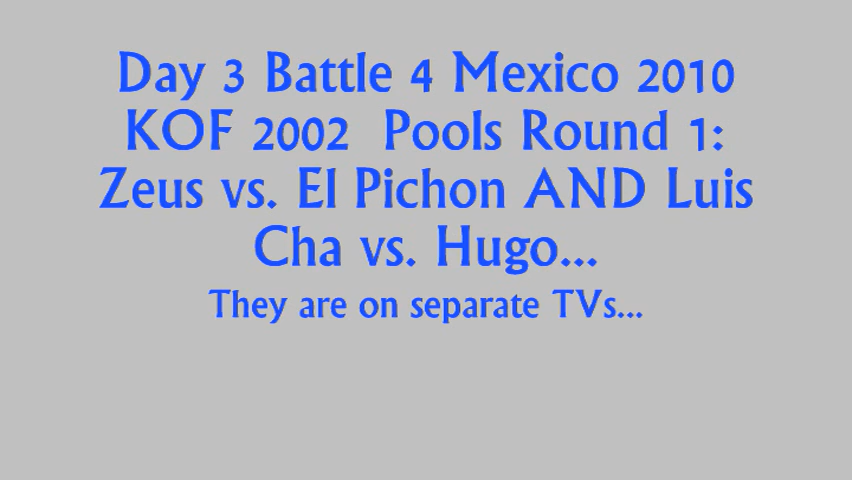 Day 3 Battle 4 Mexico 2010
KOF 2002  Pools Round 1:
Zeus vs. El Pichon AND Luis
Cha vs. Hugo...
They are on separate TVs...